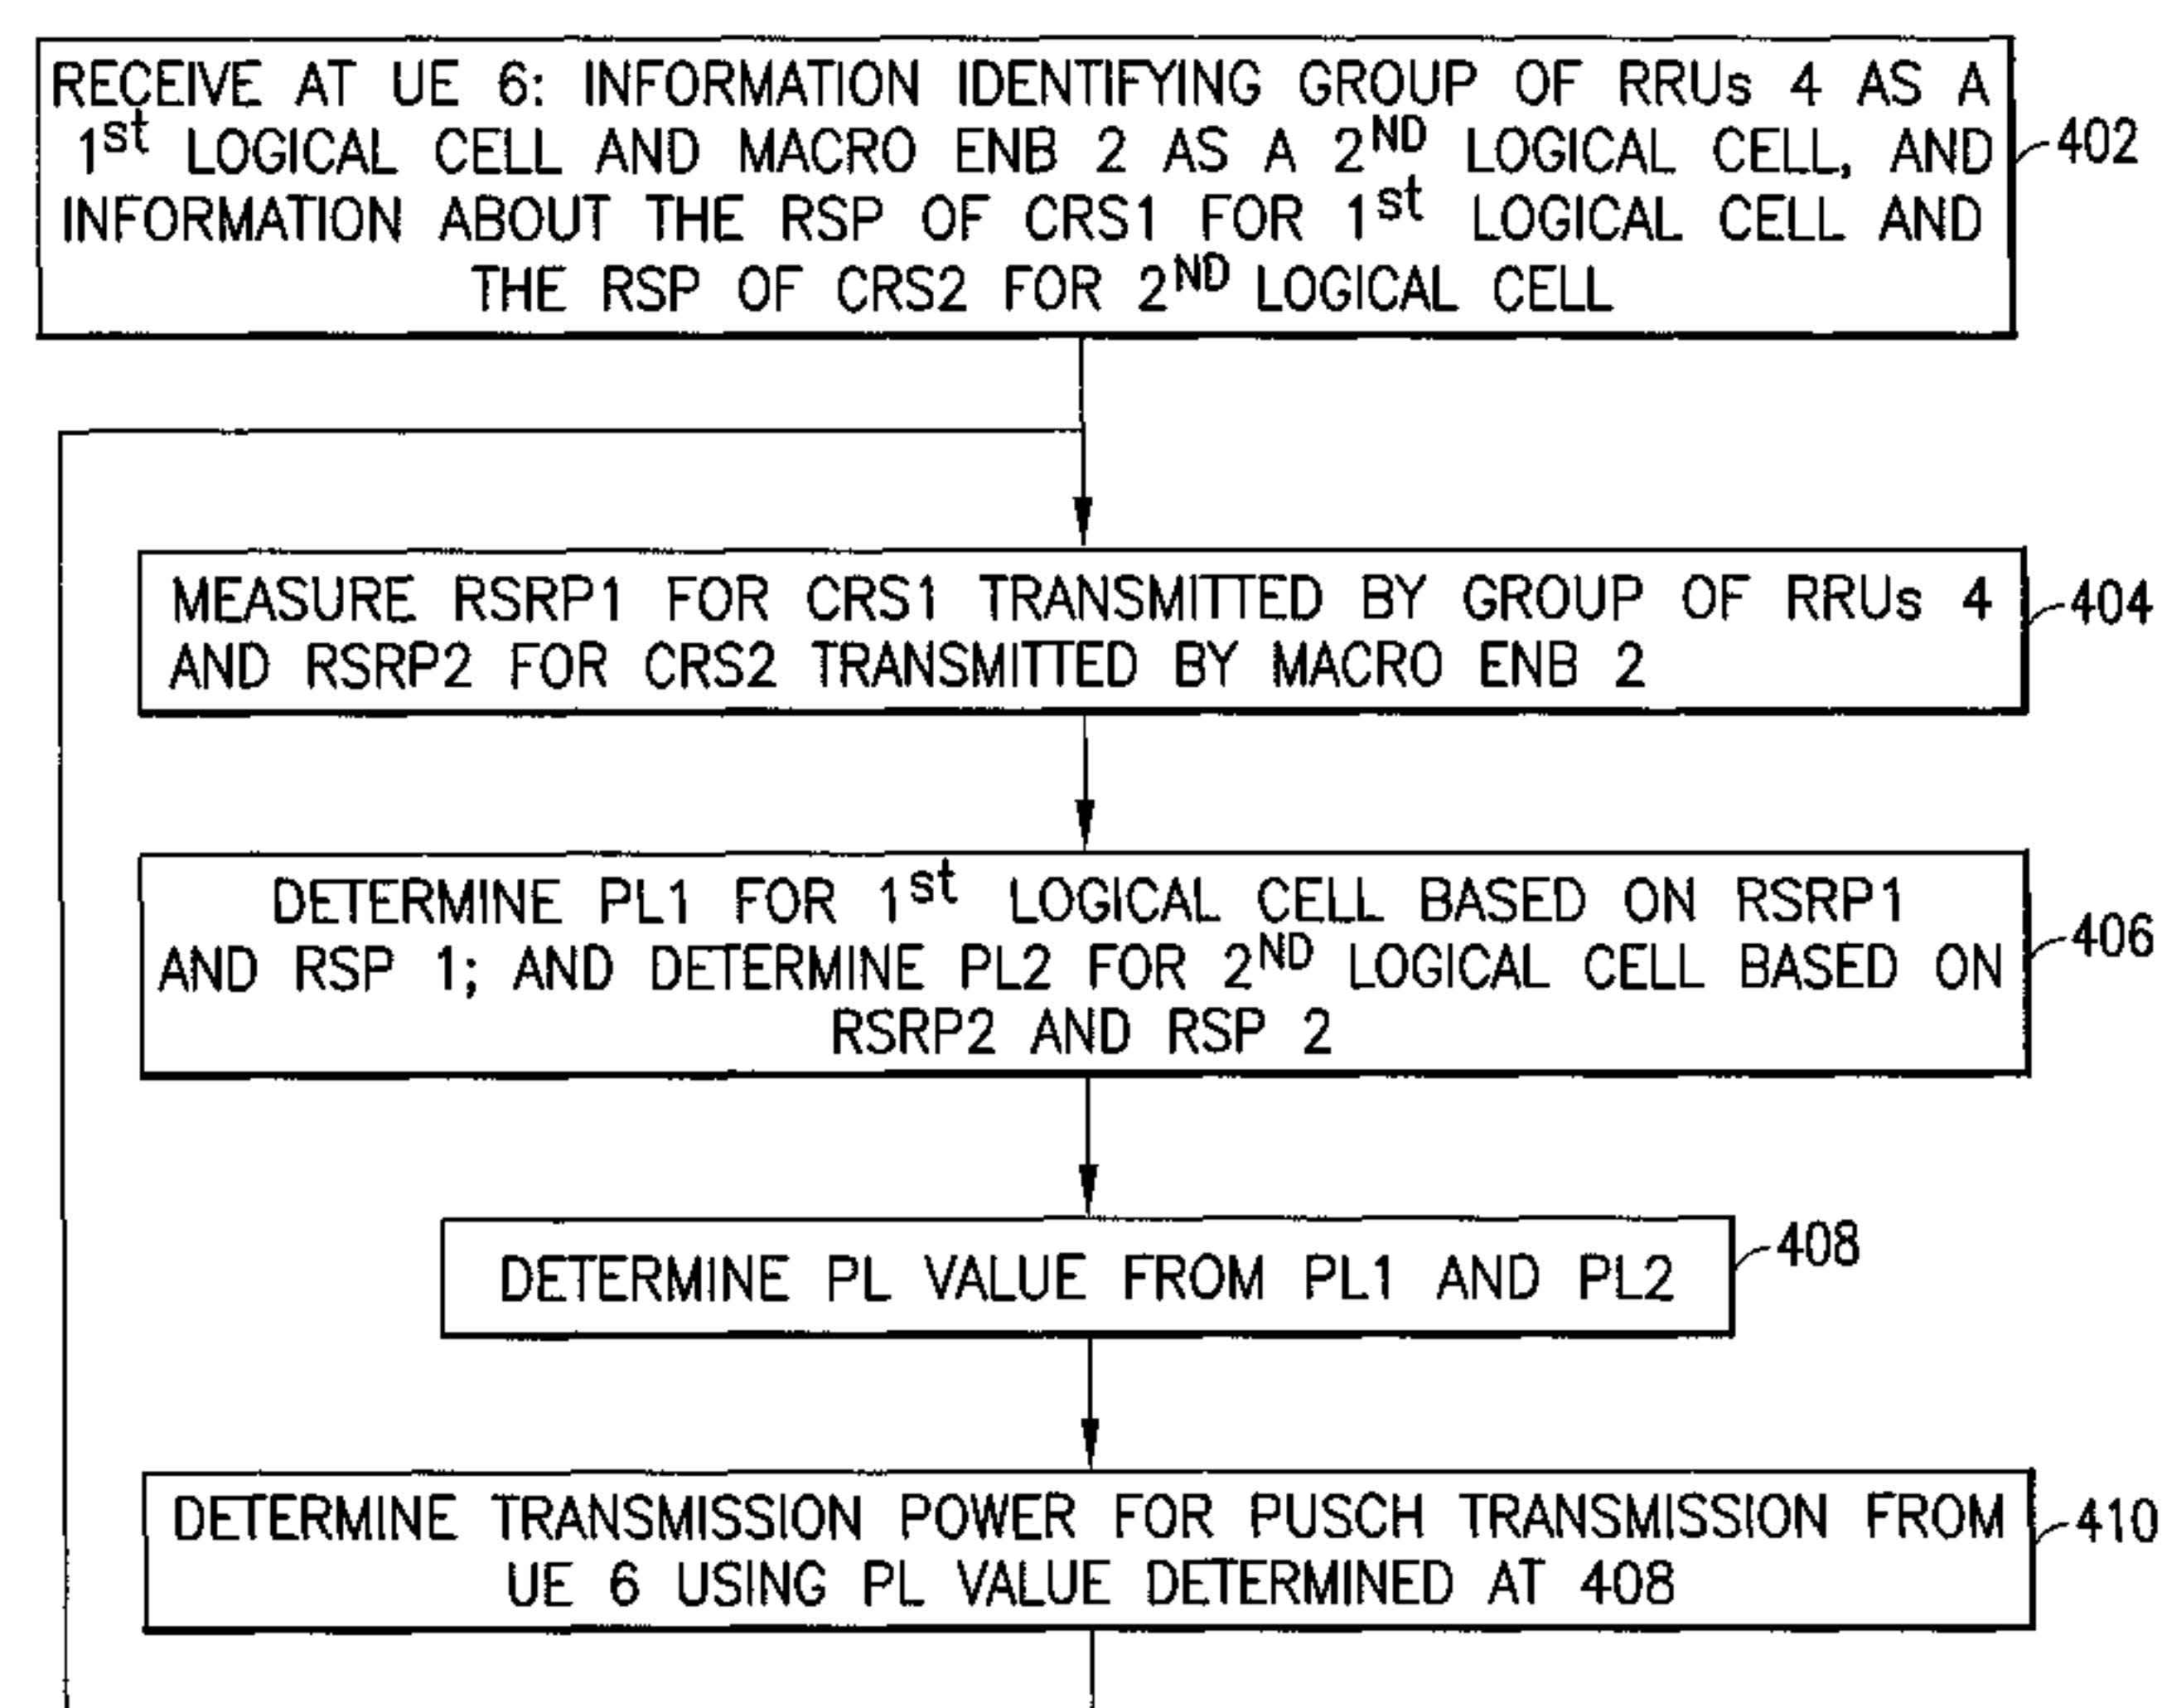 RECEIVE AT UE 6: INFORMATION IDENTIFYING GROUP OF RRUs 4 AS A
1st LOGICAL CELL AND MACRO ENB 2 AS A 2ND LOGICAL CELL, AND
INFORMATION ABOUT THE RSP OF CRS1 FOR 1st LOGICAL CELL AND
THE RSP OF CRS2 FOR 2ND LOGICAL CELL
402
MEASURE RSRP1 FOR CRS1 TRANSMITTED BY GROUP OF RRUs 4
AND RSRP2 FOR CRS2 TRANSMITTED BY MACRO ENB 2
404
DETERMINE PL1 FOR 1st LOGICAL CELL BASED ON RSRP1
AND RSP 1; AND DETERMINE PL2 FOR 2ND LOGICAL CELL BASED ON
RSRP2 AND RSP 2
406
DETERMINE PL VALUE FROM PL1 AND PL2
408
DETERMINE TRANSMISSION POWER FOR PUSCH TRANSMISSION FROM
UE 6 USING PL VALUE DETERMINED AT 408
410